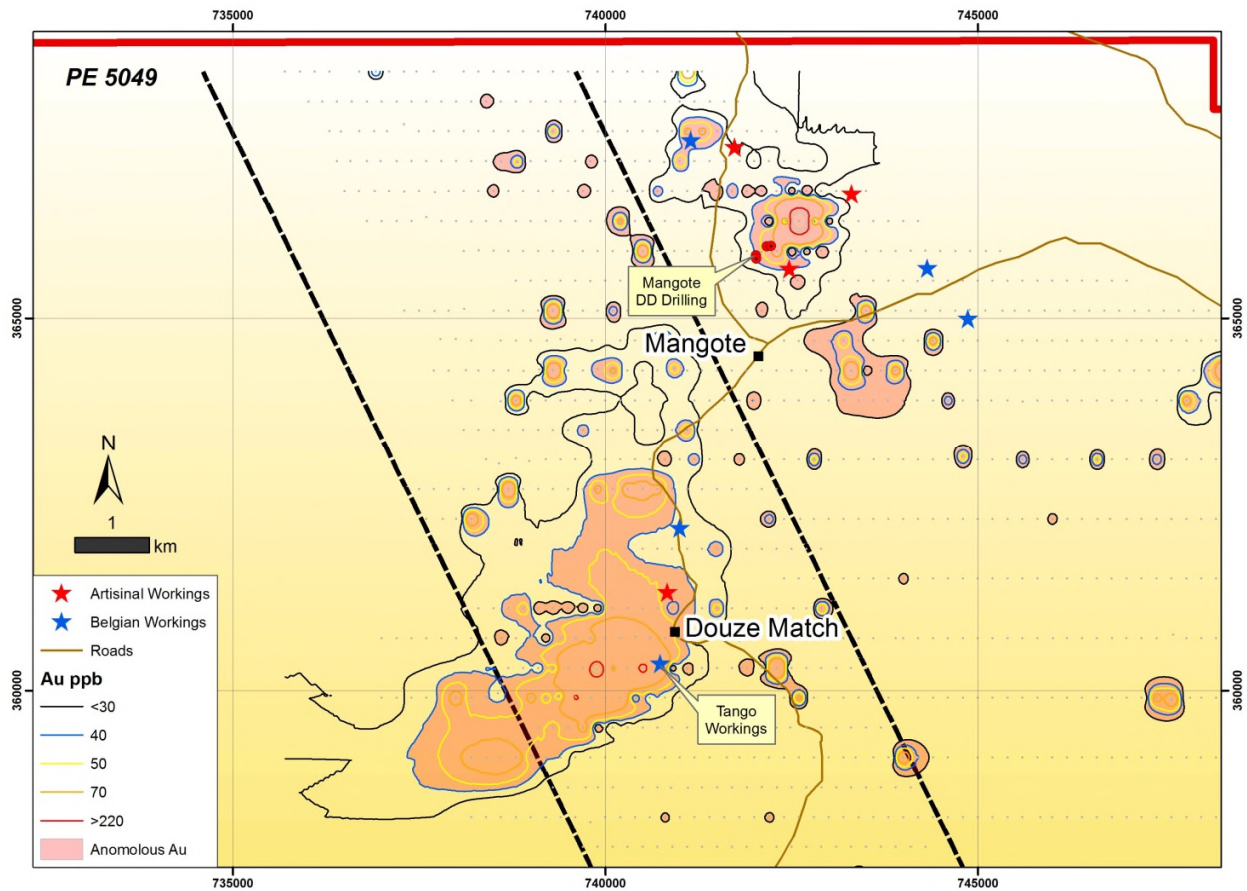 735000
740000
745000
PE 5049
Mangote
DD Drilling
365000
365000
Mangote
N
1
km
Douze Match
Tango
Workings
360000
360000
Artisinal Workings
Belgian Workings
Roads
Au ppb
<30
40
50
70
>220
Anomolous Au
735000
740000
745000